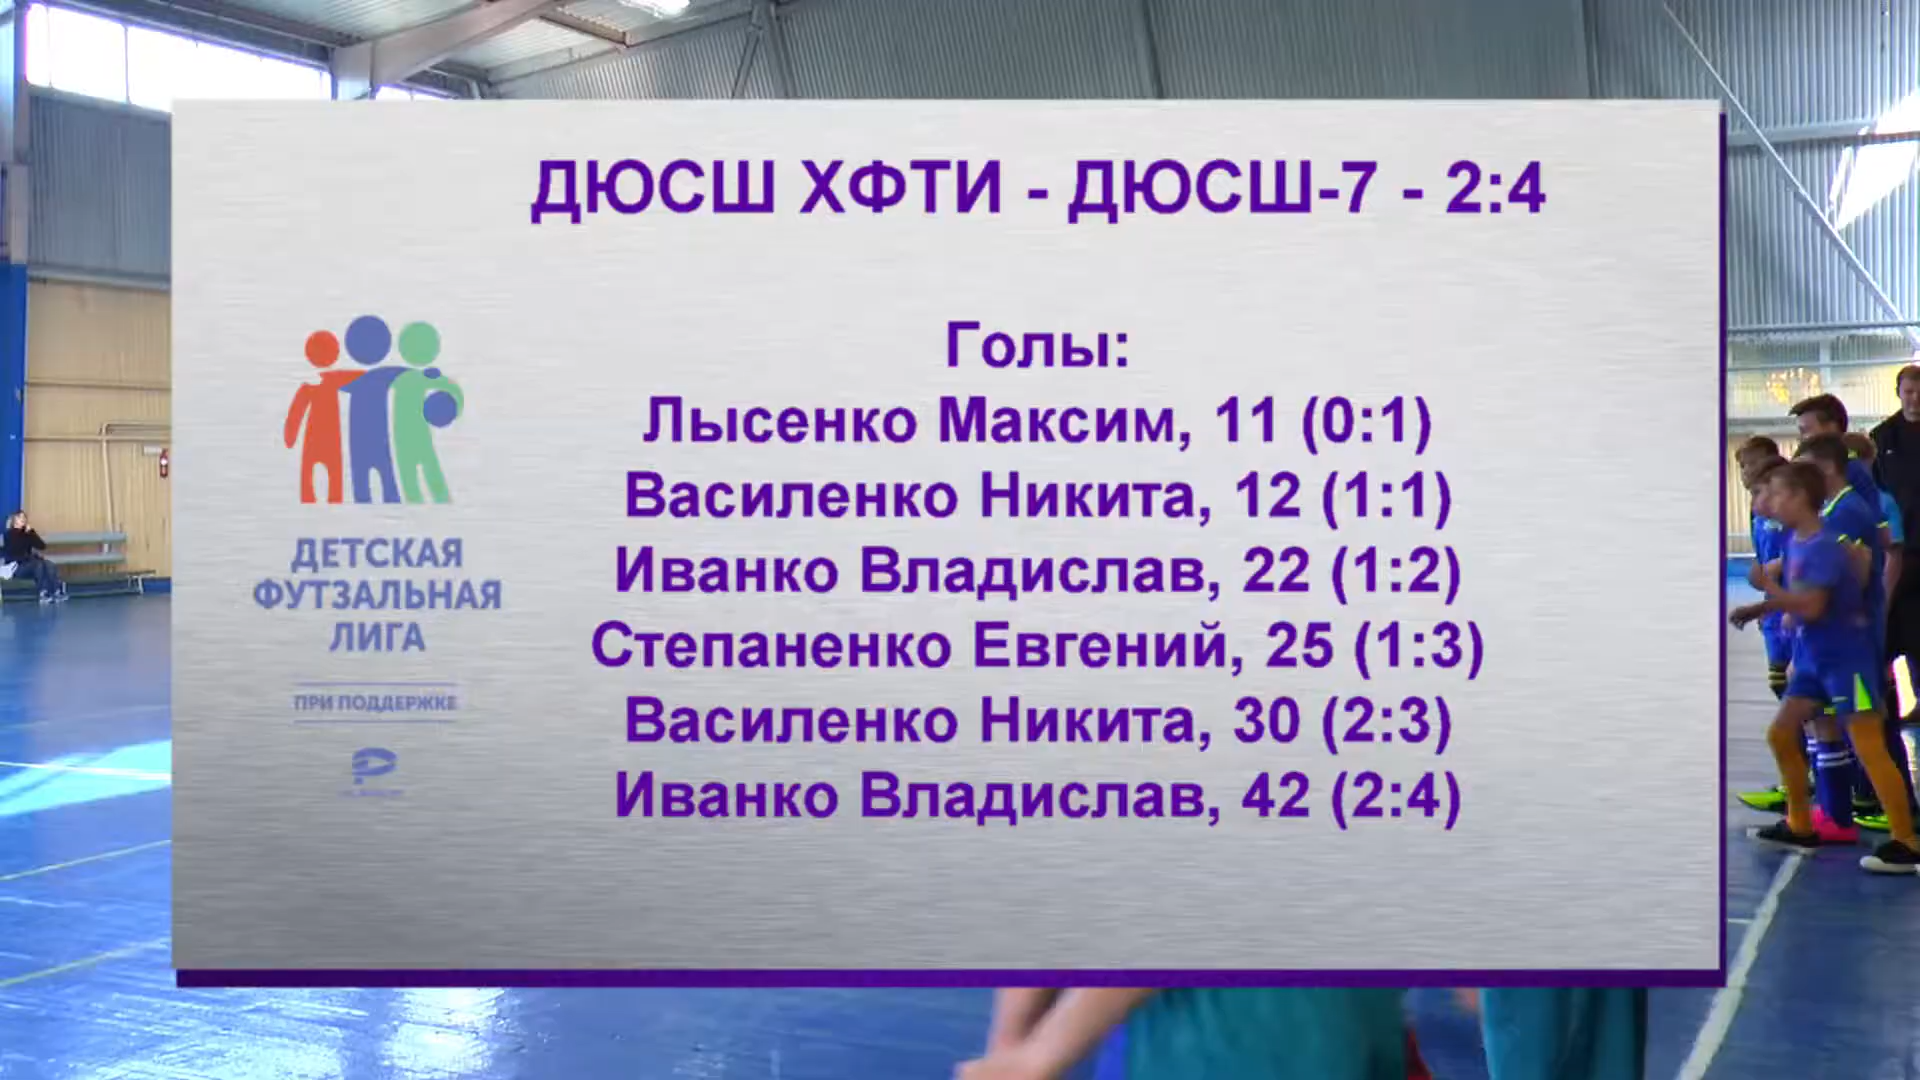 ДЮСШ ХФТИ - ДЮСШ-7 - 2:4
Голы:
Лысенко Максим, 11 (0:1)
Василенко Никита, 12 (1:1)
Иванко Владислав, 22 (1:2)
Степаненко Евгений, 25 (1:3)
Василенко Никита, 30 (2:3)
Иванко Владислав, 42 (2:4)
ДЕТСКАЯ
ФУТЗАЛЬНАЯ
ЛИГА
ПРИ ПОДДЕРЖКЕ